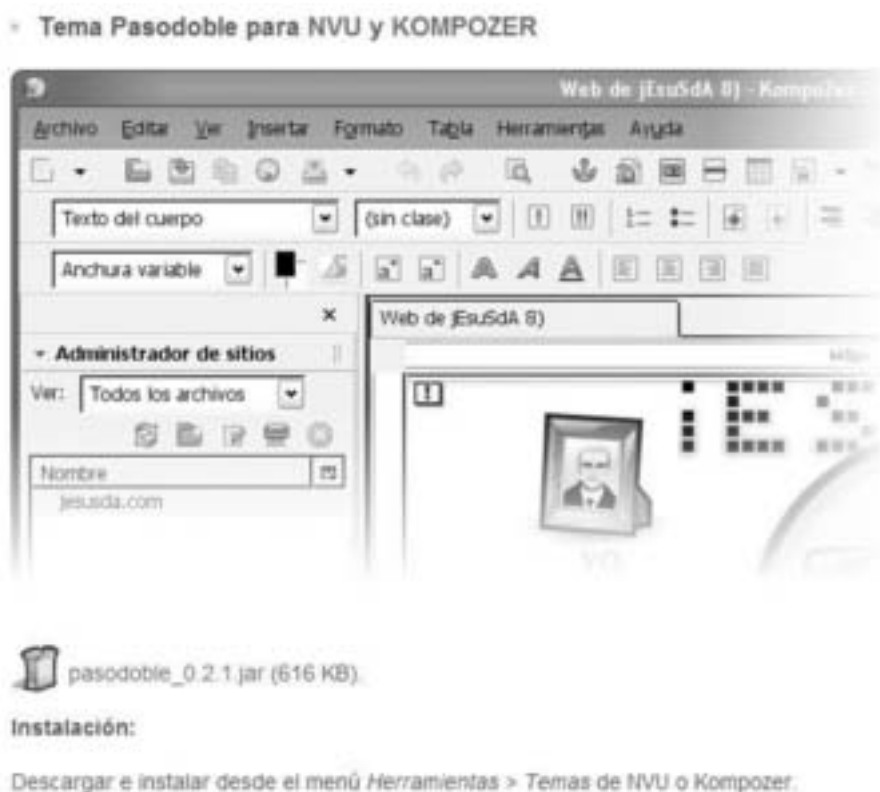 Tema Pasodoble para NVU y KOMPOZER
Web de jEsuSdA 8) - Kompozer
Archivo Editar Ver Insertar Formato Tabla Herramientas Ayuda
Texto del cuerpo (sin clase)
Anchura variable
Web de jEsuSdA 8)
Administrador de sitios
Ver: Todos los archivos
Nombre
jesusda.com
YO
pasodoble_0.2.1.jar (616 KB).
Instalación:
Descargar e instalar desde el menú Herramientas > Temas de NVU o Kompozer.